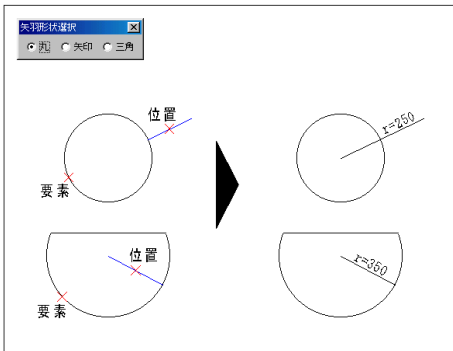 矢羽形状選択
丸 矢印 三角
位置
r=250
要素
位置
r=350
要素